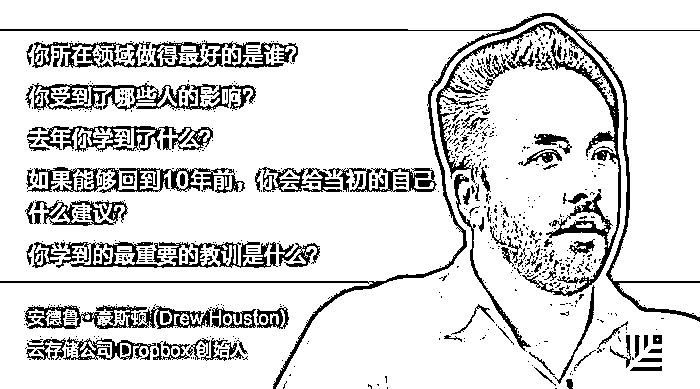 你所在领域做得最好的是谁？
你受到了哪些人的影响？
去年你学到了什么？
如果能够回到10年前，你会给当初的自己
什么建议？
你学到的最重要的教训是什么？
安德鲁·豪斯顿 (Drew Houston)
云存储公司 Dropbox 创始人